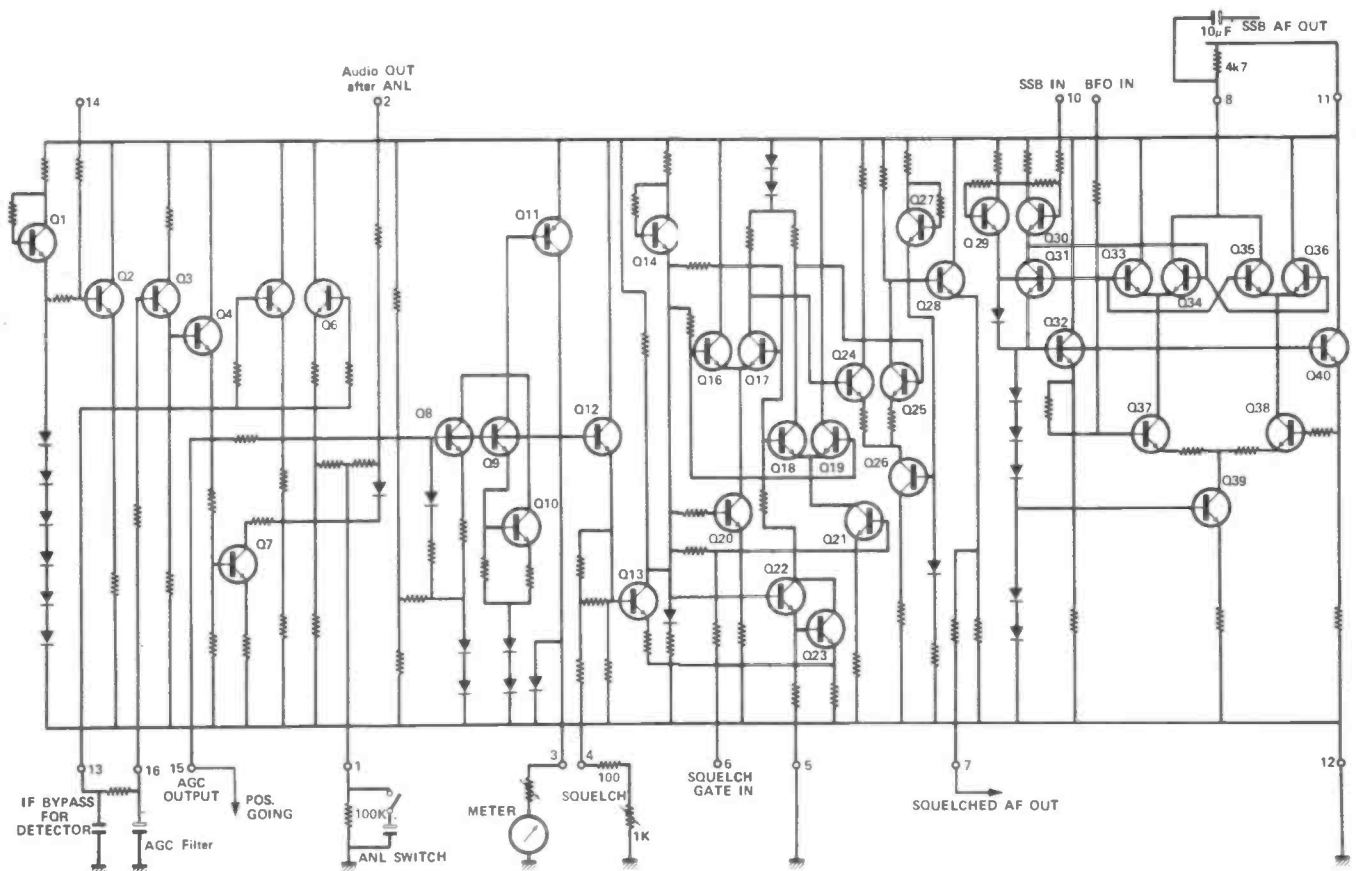 10µF SSB AF OUT
4k7
Audio OUT
after ANL
SSB IN BFO IN
14
2
10
8
11
Q1
Q2
Q3
Q4
Q6
Q7
Q8
Q9
Q10
Q11
Q12
Q13
Q14
Q16
Q17
Q18
Q19
Q20
Q21
Q22
Q23
Q24
Q25
Q26
Q27
Q28
Q29
Q30
Q31
Q32
Q33
Q34
Q35
Q36
Q37
Q38
Q39
Q40
13
16
15
1
3
4
6
5
7
12
IF BYPASS
FOR
DETECTOR
AGC Filter
AGC
OUTPUT
POS.
GOING
100K
ANL SWITCH
METER
SQUELCH
100
1K
SQUELCH
GATE IN
SQUELCHED AF OUT